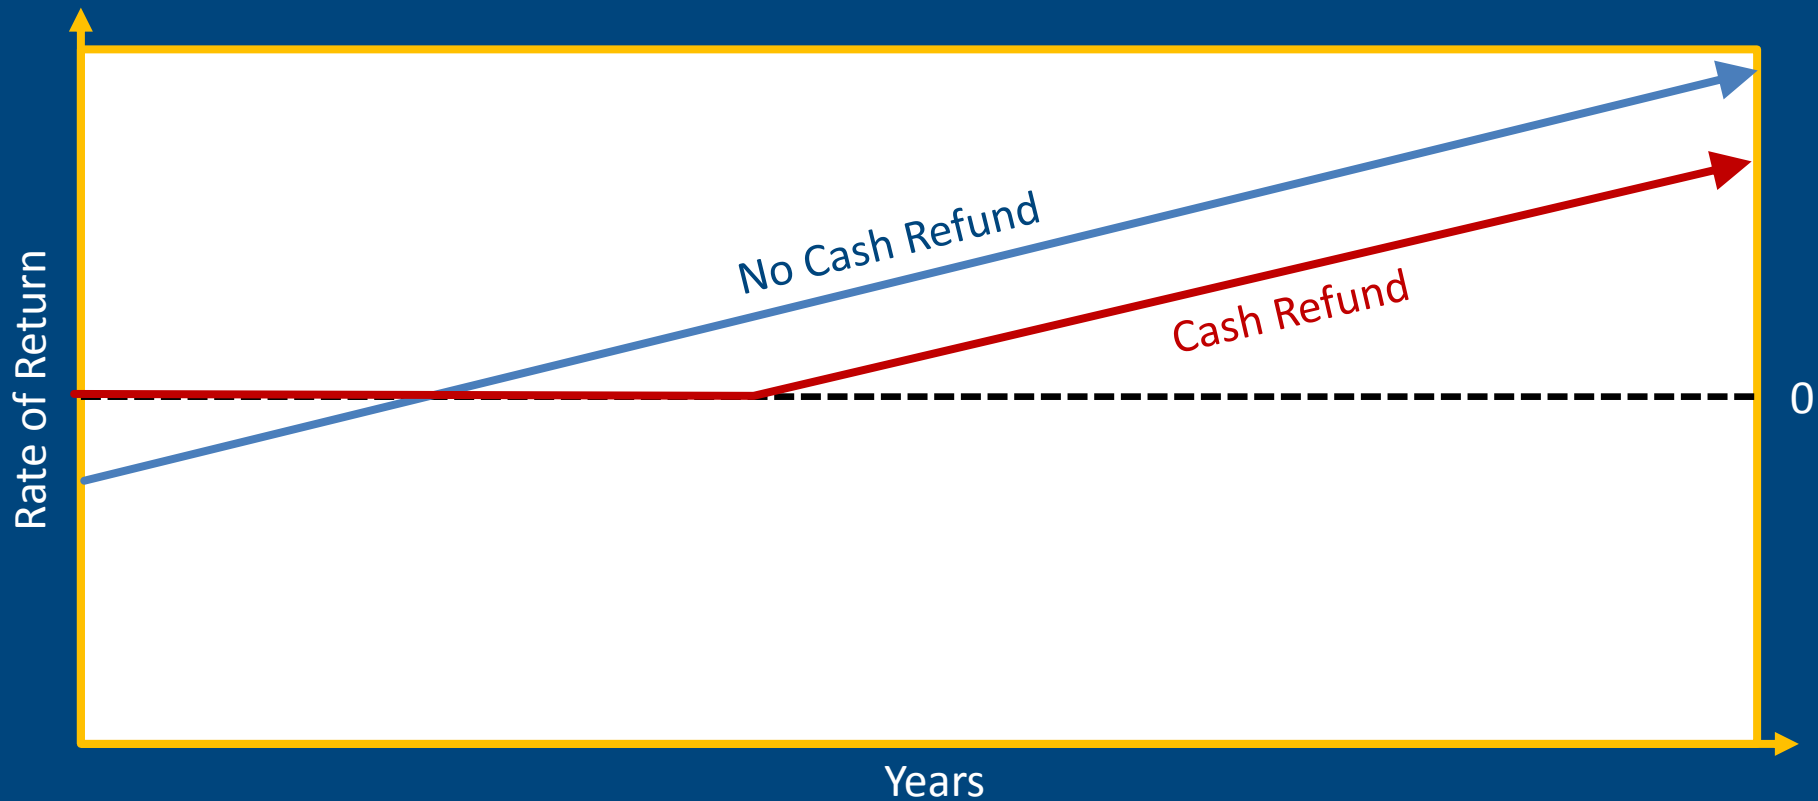 No Cash Refund
Cash Refund
Rate of Return
0
Years